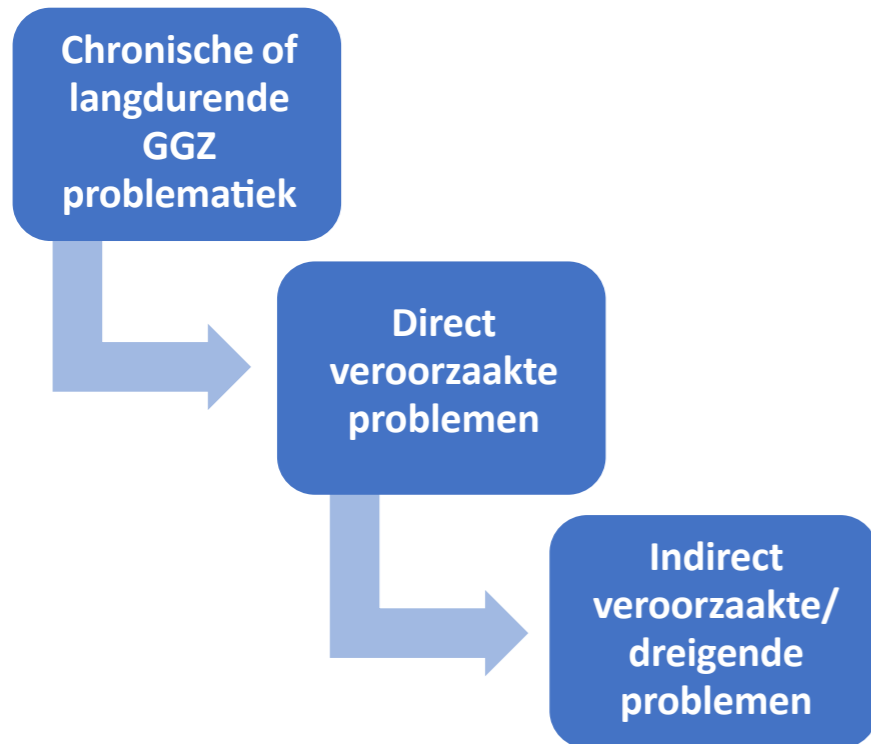 Chronische of
langdurende
GGZ
problematiek
Direct
veroorzaakte
problemen
Indirect
veroorzaakte/
dreigende
problemen